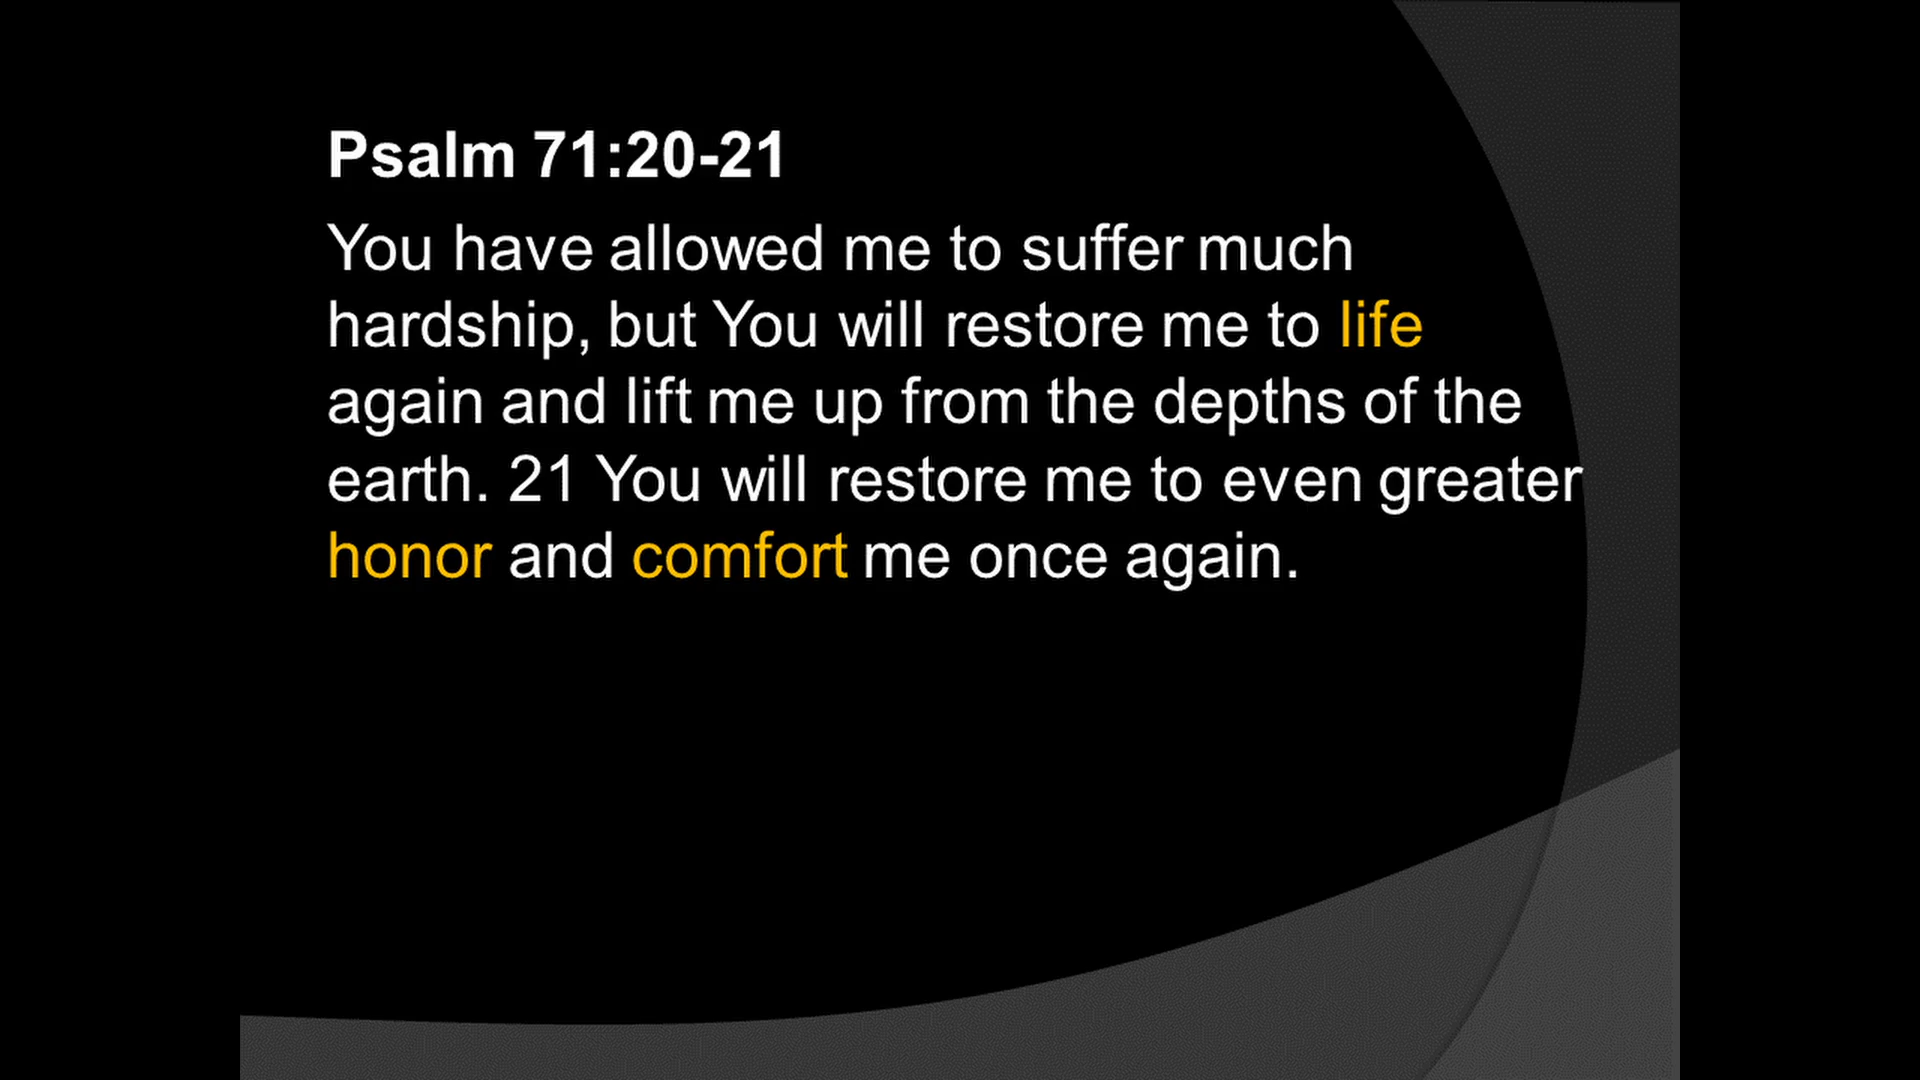 Psalm 71:20-21
You have allowed me to suffer much
hardship, but You will restore me to life
again and lift me up from the depths of the
earth. 21 You will restore me to even greater
honor and comfort me once again.